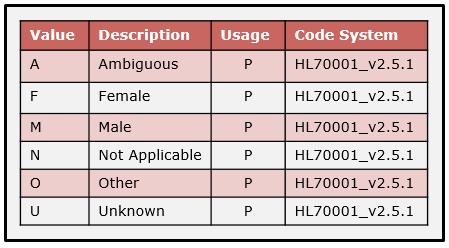 Value Description Usage Code System
A Ambiguous P HL70001_v2.5.1
F Female P HL70001_v2.5.1
M Male P HL70001_v2.5.1
N Not Applicable P HL70001_v2.5.1
O Other P HL70001_v2.5.1
U Unknown P HL70001_v2.5.1